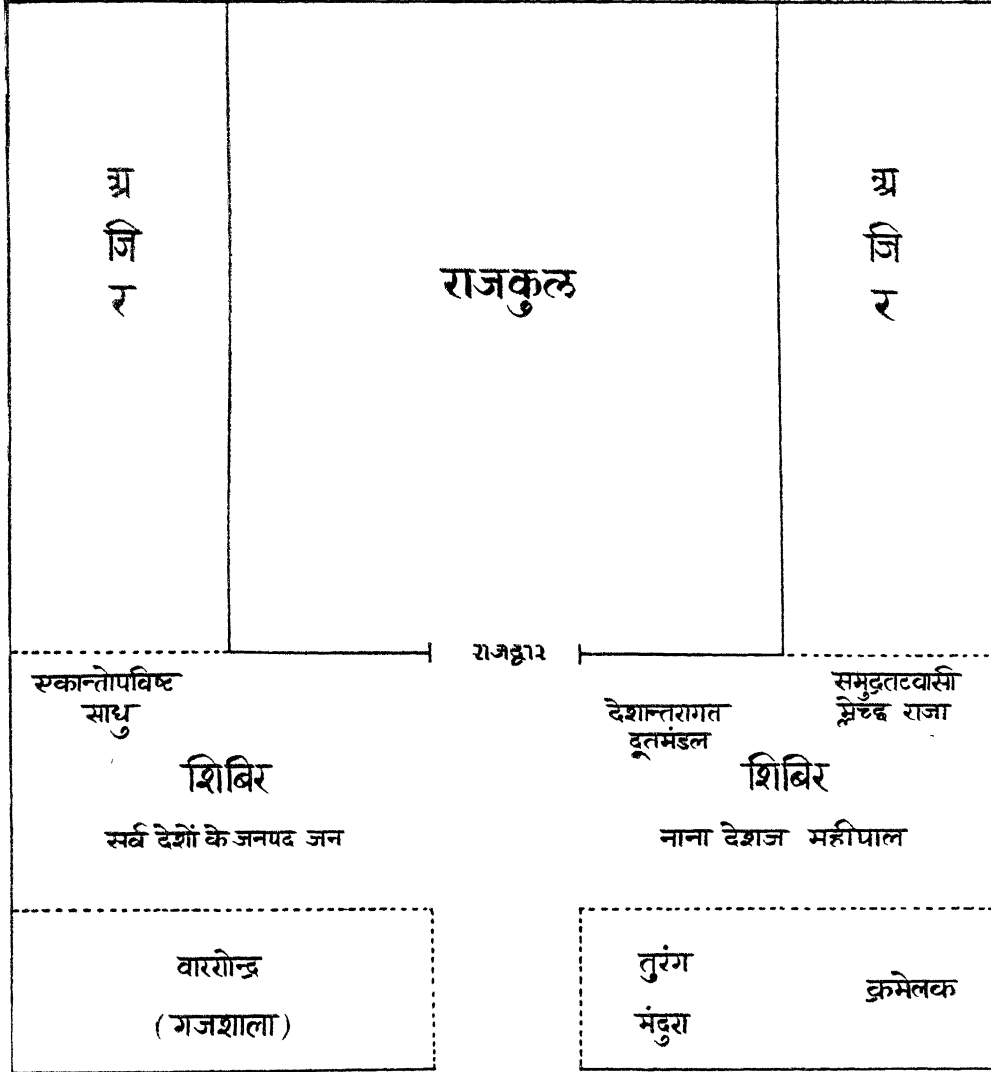 अ
जि
र
राजकुल
अ
जि
र
राजद्वार
एकान्तोपविष्ट
साधु
देशान्तरागत
दूतमंडल
समुद्रतटवासी
म्लेच्छ राजा
शिबिर
शिबिर
सर्व देशों के जनपद जन
नाना देशज महीपाल
वारणेन्द्र
(गजशाला)
तुरंग
मंदुरा
क्रमेलक